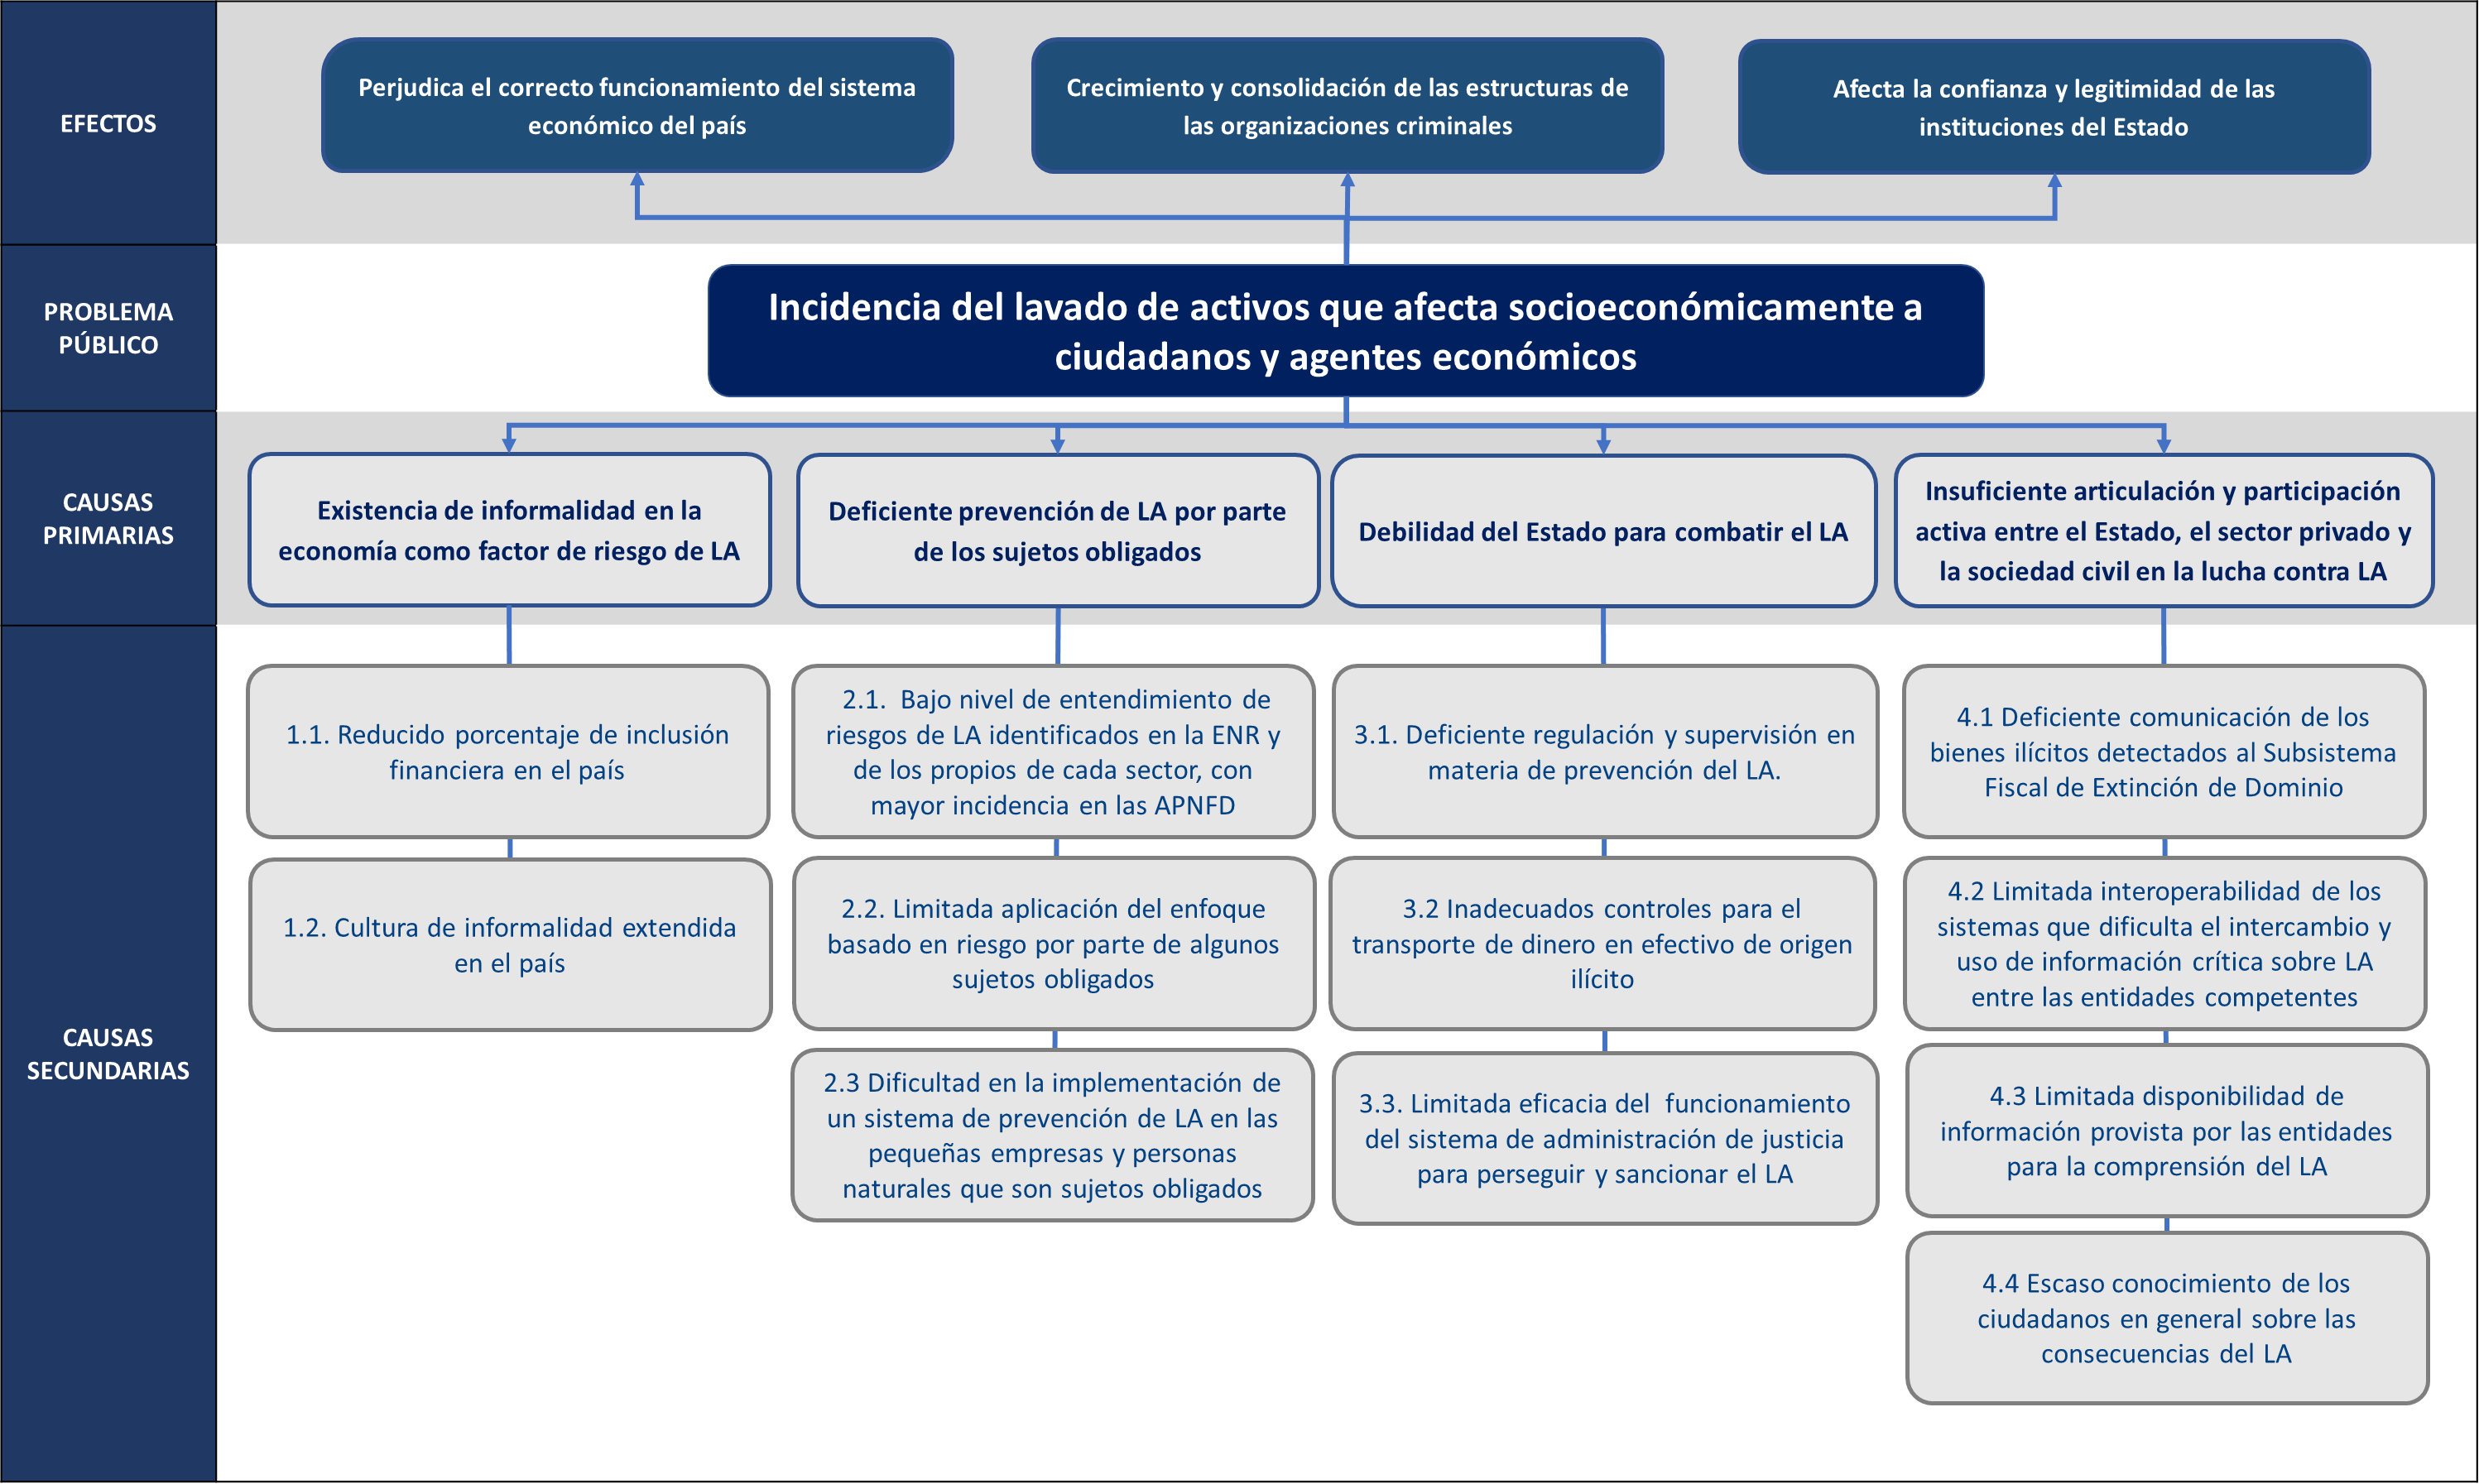 EFECTOS
Perjudica el correcto funcionamiento del sistema
económico del país
Crecimiento y consolidación de las estructuras de
las organizaciones criminales
Afecta la confianza y legitimidad de las
instituciones del Estado
PROBLEMA
PÚBLICO
Incidencia del lavado de activos que afecta socioeconómicamente a
ciudadanos y agentes económicos
CAUSAS
PRIMARIAS
Existencia de informalidad en la
economía como factor de riesgo de LA
Deficiente prevención de LA por parte
de los sujetos obligados
Debilidad del Estado para combatir el LA
Insuficiente articulación y participación
activa entre el Estado, el sector privado y
la sociedad civil en la lucha contra LA
CAUSAS
SECUNDARIAS
1.1. Reducido porcentaje de inclusión
financiera en el país
1.2. Cultura de informalidad extendida
en el país
2.1. Bajo nivel de entendimiento de
riesgos de LA identificados en la ENR y
de los propios de cada sector, con
mayor incidencia en las APNFD
2.2. Limitada aplicación del enfoque
basado en riesgo por parte de algunos
sujetos obligados
2.3 Dificultad en la implementación de
un sistema de prevención de LA en las
pequeñas empresas y personas
naturales que son sujetos obligados
3.1. Deficiente regulación y supervisión en
materia de prevención del LA.
3.2 Inadecuados controles para el
transporte de dinero en efectivo de origen
ilícito
3.3. Limitada eficacia del funcionamiento
del sistema de administración de justicia
para perseguir y sancionar el LA
4.1 Deficiente comunicación de los
bienes ilícitos detectados al Subsistema
Fiscal de Extinción de Dominio
4.2 Limitada interoperabilidad de los
sistemas que dificulta el intercambio y
uso de información crítica sobre LA
entre las entidades competentes
4.3 Limitada disponibilidad de
información provista por las entidades
para la comprensión del LA
4.4 Escaso conocimiento de los
ciudadanos en general sobre las
consecuencias del LA